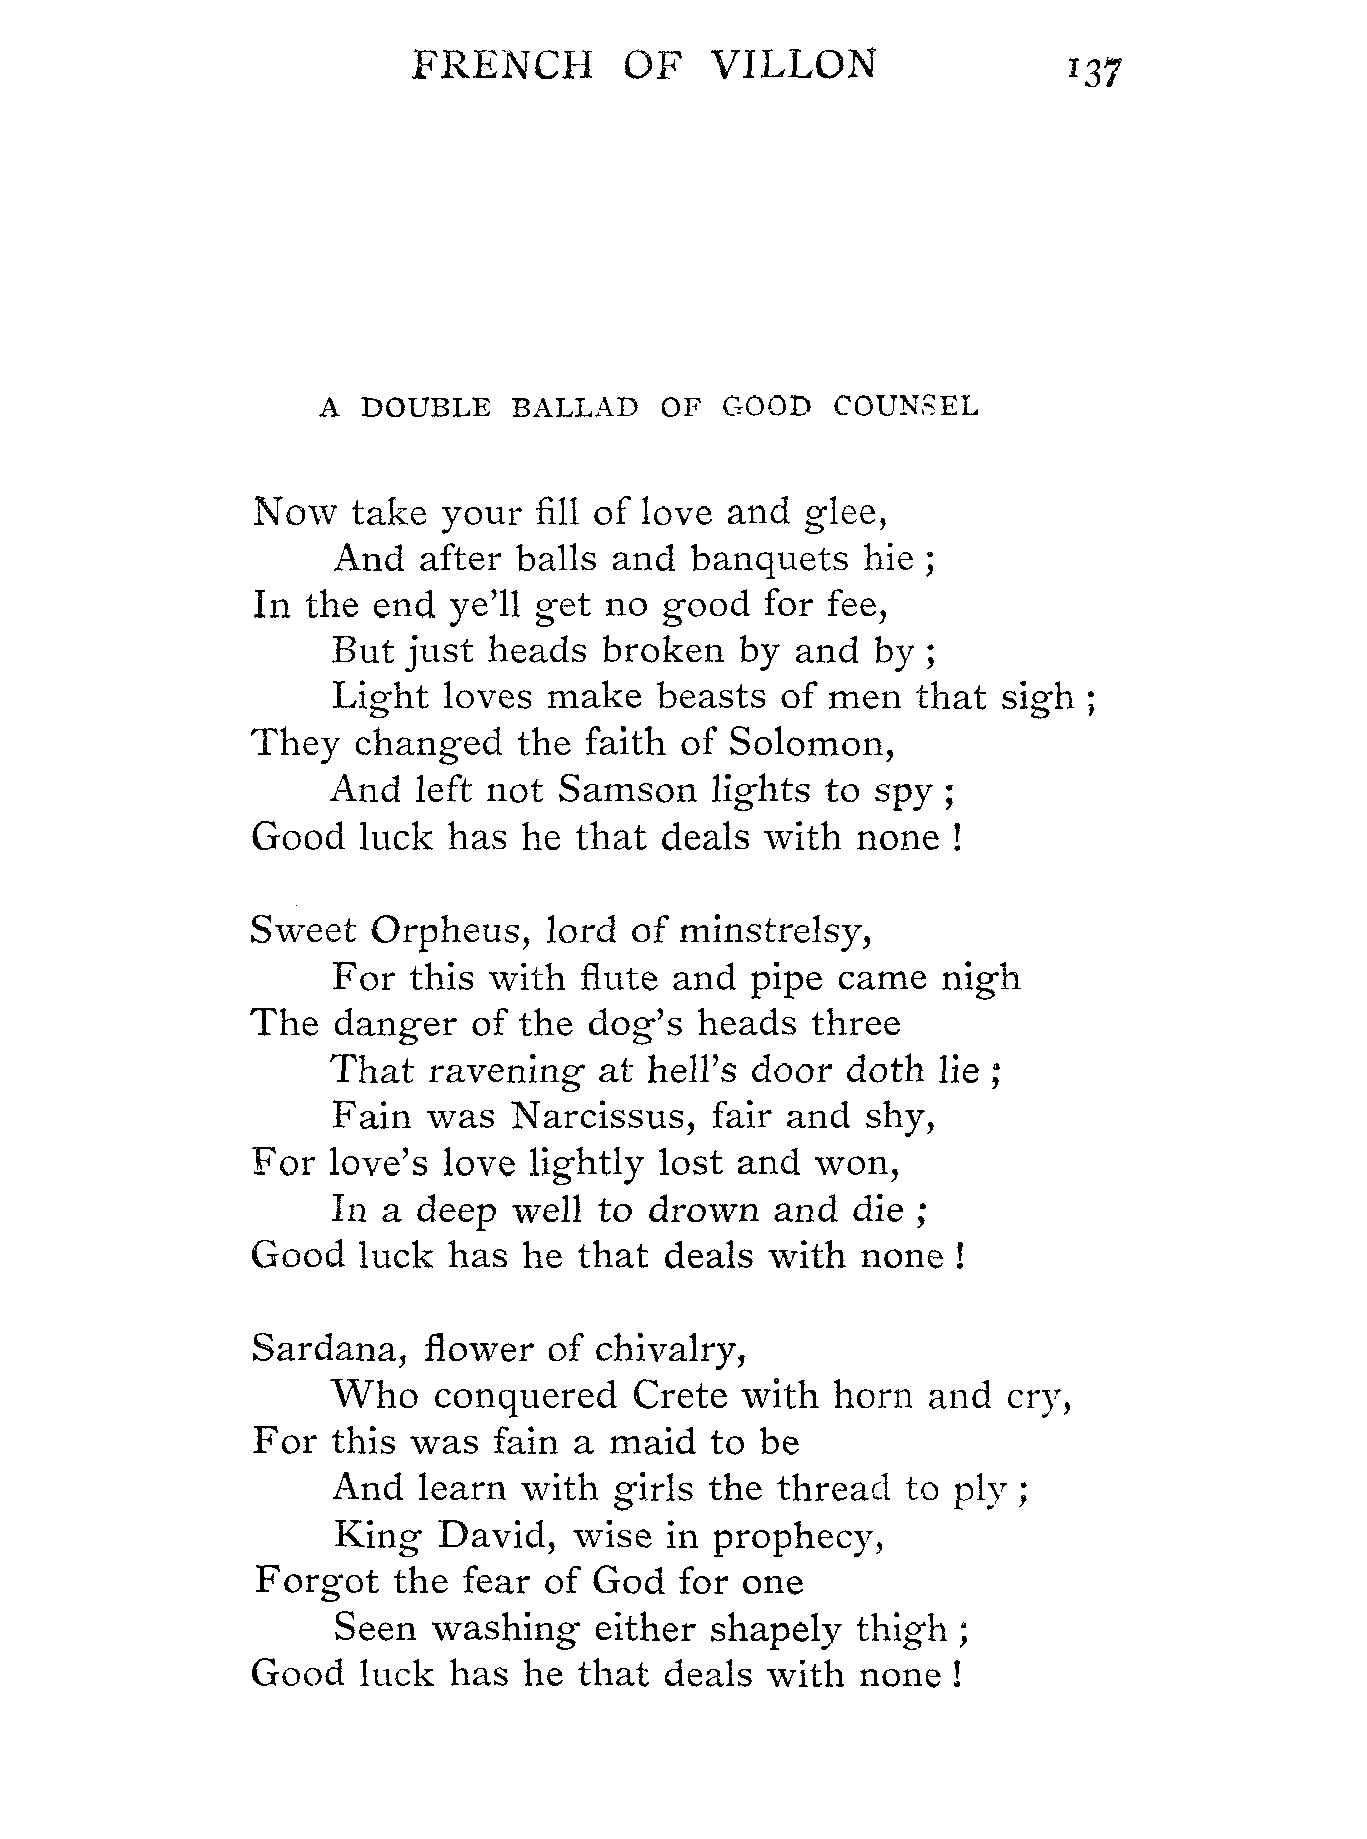 FRENCH OF VILLON 137
A DOUBLE BALLAD OF GOOD COUNSEL
Now take your fill of love and glee,
And after balls and banquets hie ;
In the end ye'll get no good for fee,
But just heads broken by and by ;
Light loves make beasts of men that sigh ;
They changed the faith of Solomon,
And left not Samson lights to spy ;
Good luck has he that deals with none !
Sweet Orpheus, lord of minstrelsy,
For this with flute and pipe came nigh
The danger of the dog's heads three
That ravening at hell's door doth lie ;
Fain was Narcissus, fair and shy,
For love's love lightly lost and won,
In a deep well to drown and die ;
Good luck has he that deals with none !
Sardana, flower of chivalry,
Who conquered Crete with horn and cry,
For this was fain a maid to be
And learn with girls the thread to ply ;
King David, wise in prophecy,
Forgot the fear of God for one
Seen washing either shapely thigh ;
Good luck has he that deals with none !